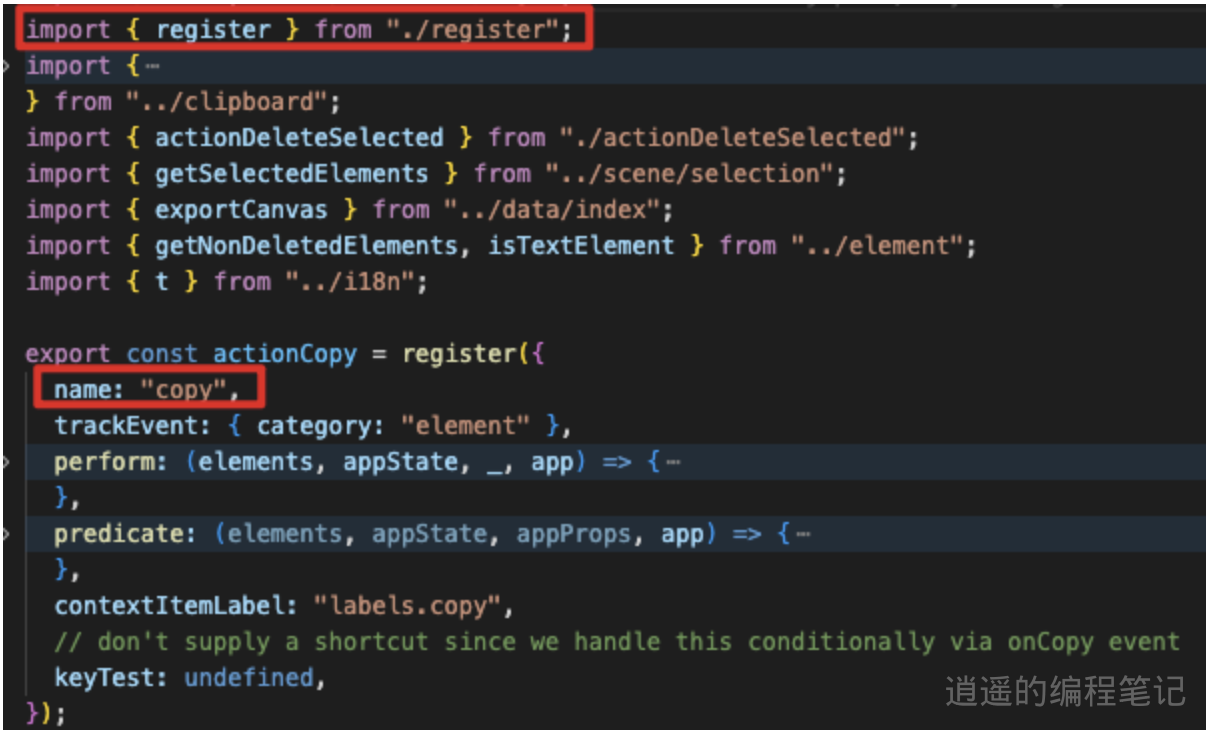 import { register } from "./register";
import {⋯
} from "../clipboard";
import { actionDeleteSelected } from "./actionDeleteSelected";
import { getSelectedElements } from "../scene/selection";
import { exportCanvas } from "../data/index";
import { getNonDeletedElements, isTextElement } from "../element";
import { t } from "../i18n";
export const actionCopy = register({
name: "copy",
trackEvent: { category: "element" },
perform: (elements, appState, _, app) => {⋯
},
predicate: (elements, appState, appProps, app) => {⋯
},
contextItemLabel: "labels.copy",
// don't supply a shortcut since we handle this conditionally via onCopy event
keyTest: undefined,
});
逍遥的编程笔记